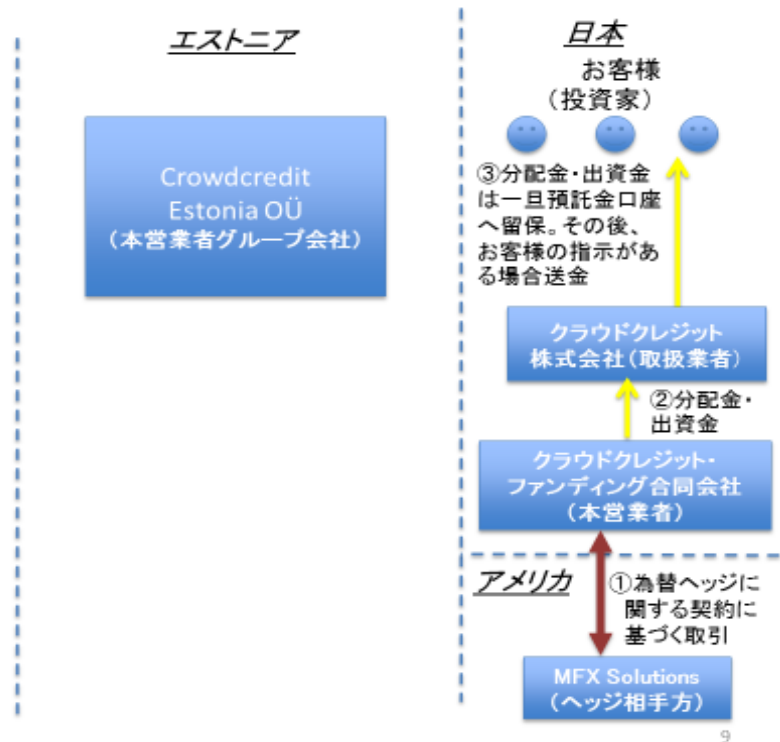 エストニア
Crowdcredit
Estonia OÜ
（本営業者グループ会社）
日本
お客様
（投資家）
③分配金・出資金
は一旦預託金口座
へ留保。その後、
お客様の指示があ
る場合送金
クラウドクレジット
株式会社（取扱業者）
②分配金・
出資金
クラウドクレジット・
ファンディング合同会社
（本営業者）
アメリカ
①為替ヘッジに
関する契約に
基づく取引
MFX Solutions
（ヘッジ相手方）
9